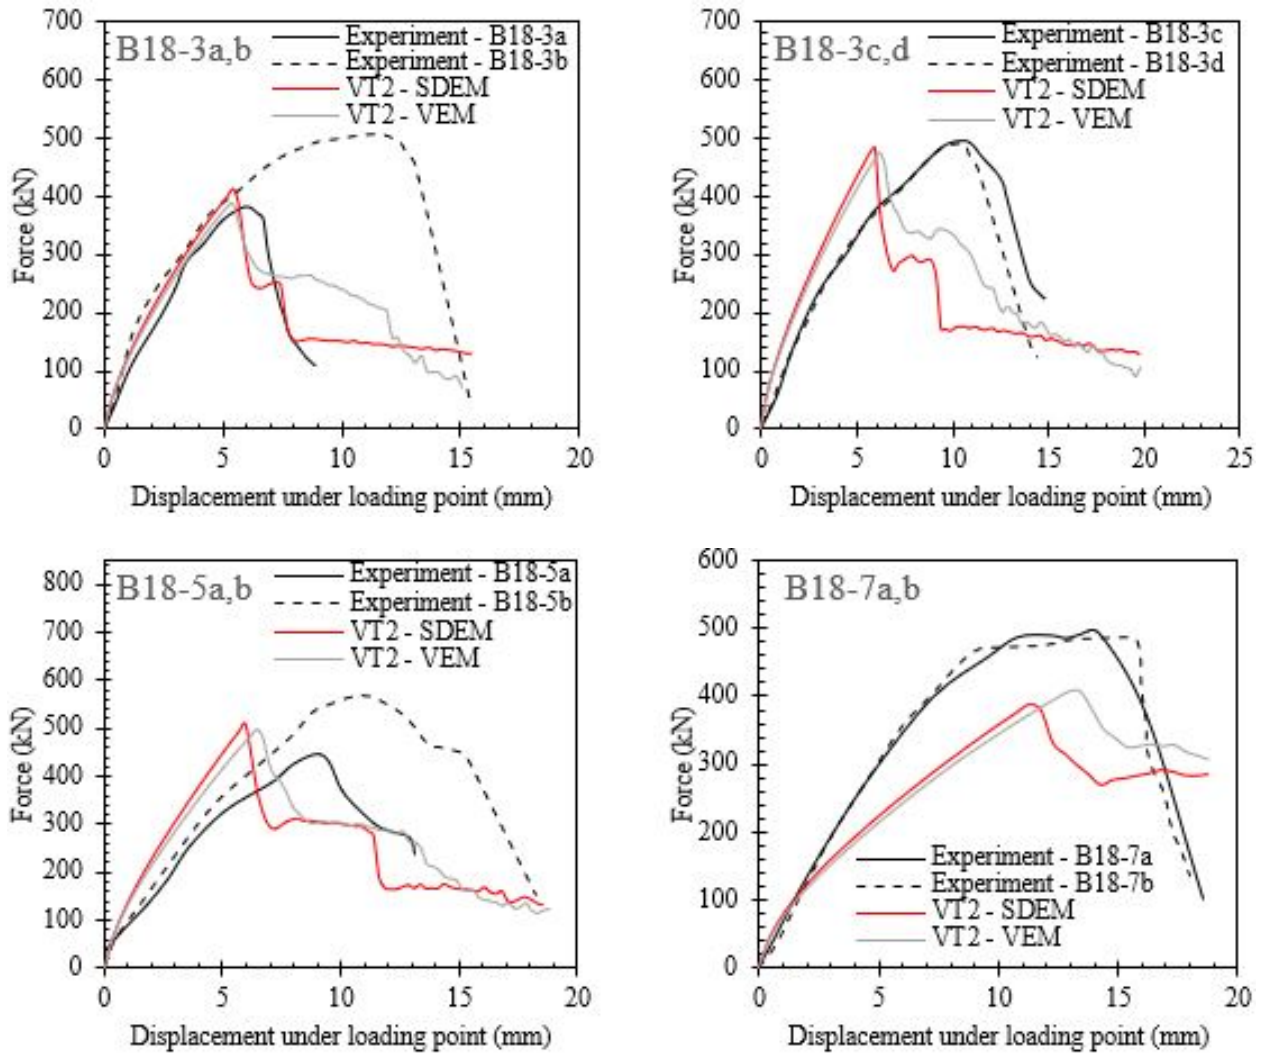 B18-3a,b
Experiment - B18-3a
Experiment - B18-3b
VT2 - SDEM
VT2 - VEM
Force (kN)
700
600
500
400
300
200
100
0
0 5 10 15 20
Displacement under loading point (mm)
B18-3c,d
Experiment - B18-3c
Experiment - B18-3d
VT2 - SDEM
VT2 - VEM
Force (kN)
700
600
500
400
300
200
100
0
0 5 10 15 20 25
Displacement under loading point (mm)
B18-5a,b
Experiment - B18-5a
Experiment - B18-5b
VT2 - SDEM
VT2 - VEM
Force (kN)
800
700
600
500
400
300
200
100
0
0 5 10 15 20
Displacement under loading point (mm)
B18-7a,b
Experiment - B18-7a
Experiment - B18-7b
VT2 - SDEM
VT2 - VEM
Force (kN)
600
500
400
300
200
100
0
0 5 10 15 20
Displacement under loading point (mm)